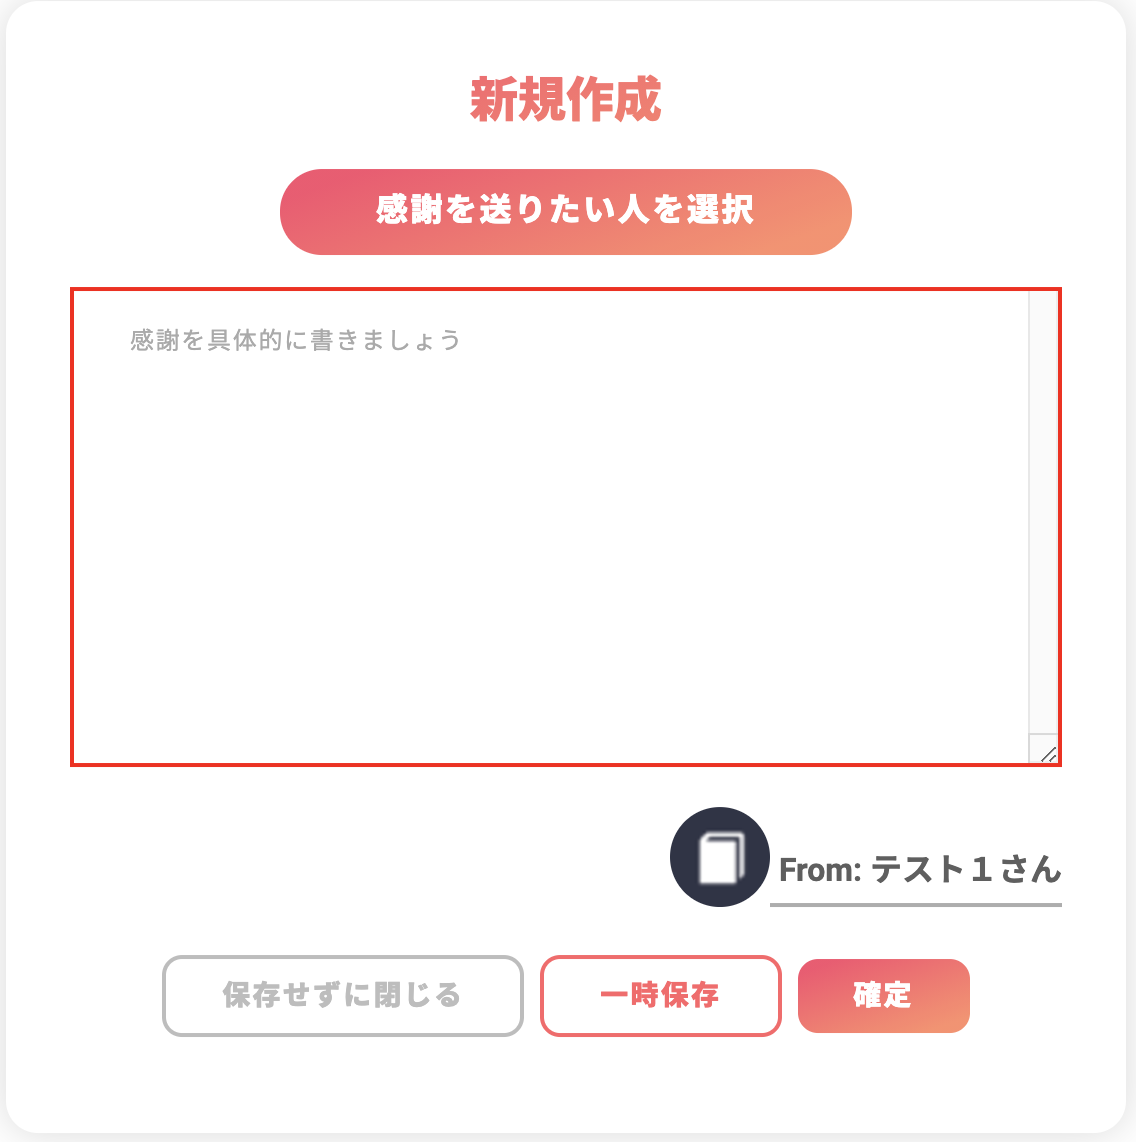 新規作成
感謝を送りたい人を選択
感謝を具体的に書きましょう
From: テスト１さん
保存せずに閉じる
一時保存
確定